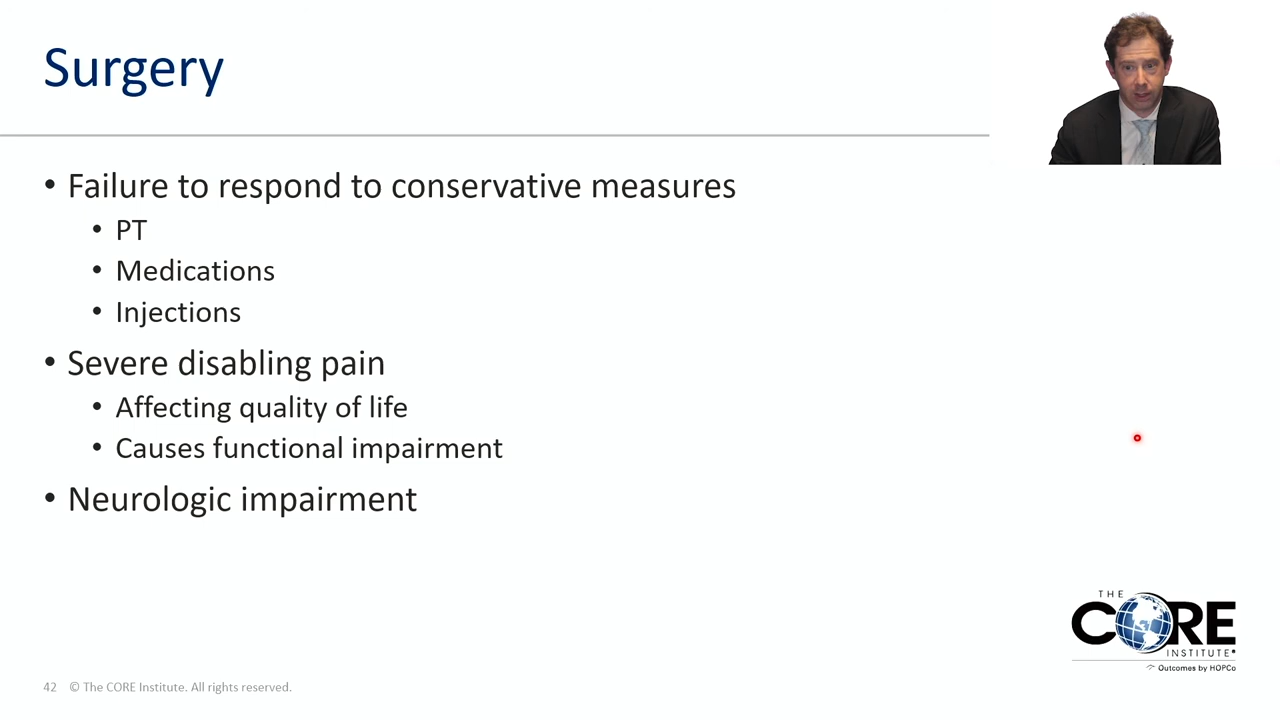 Surgery
• Failure to respond to conservative measures
• PT
• Medications
• Injections
• Severe disabling pain
• Affecting quality of life
• Causes functional impairment
• Neurologic impairment
THE
CORE
INSTITUTE
Outcomes by HOPCo
42 © The CORE Institute. All rights reserved.